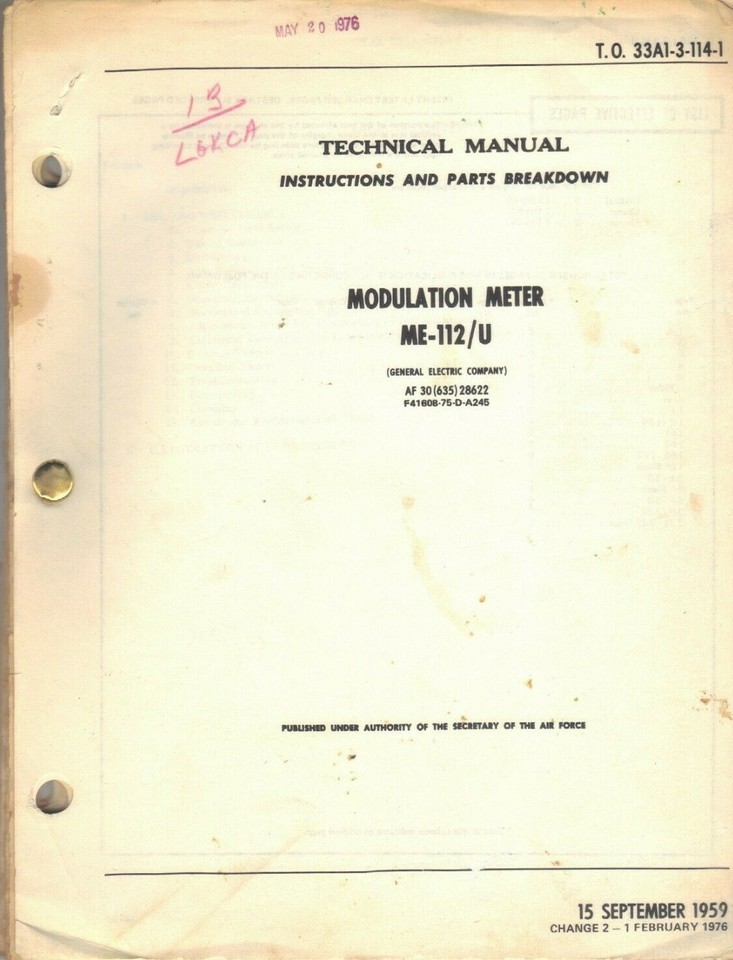 MAY 20 1976
T.O. 33A1-3-114-1
13
LGKCA
TECHNICAL MANUAL
INSTRUCTIONS AND PARTS BREAKDOWN
MODULATION METER
ME-112/U
(GENERAL ELECTRIC COMPANY)
AF 30(635)28622
F41608-75-D-A245
PUBLISHED UNDER AUTHORITY OF THE SECRETARY OF THE AIR FORCE
15 SEPTEMBER 1959
CHANGE 2 – 1 FEBRUARY 1976